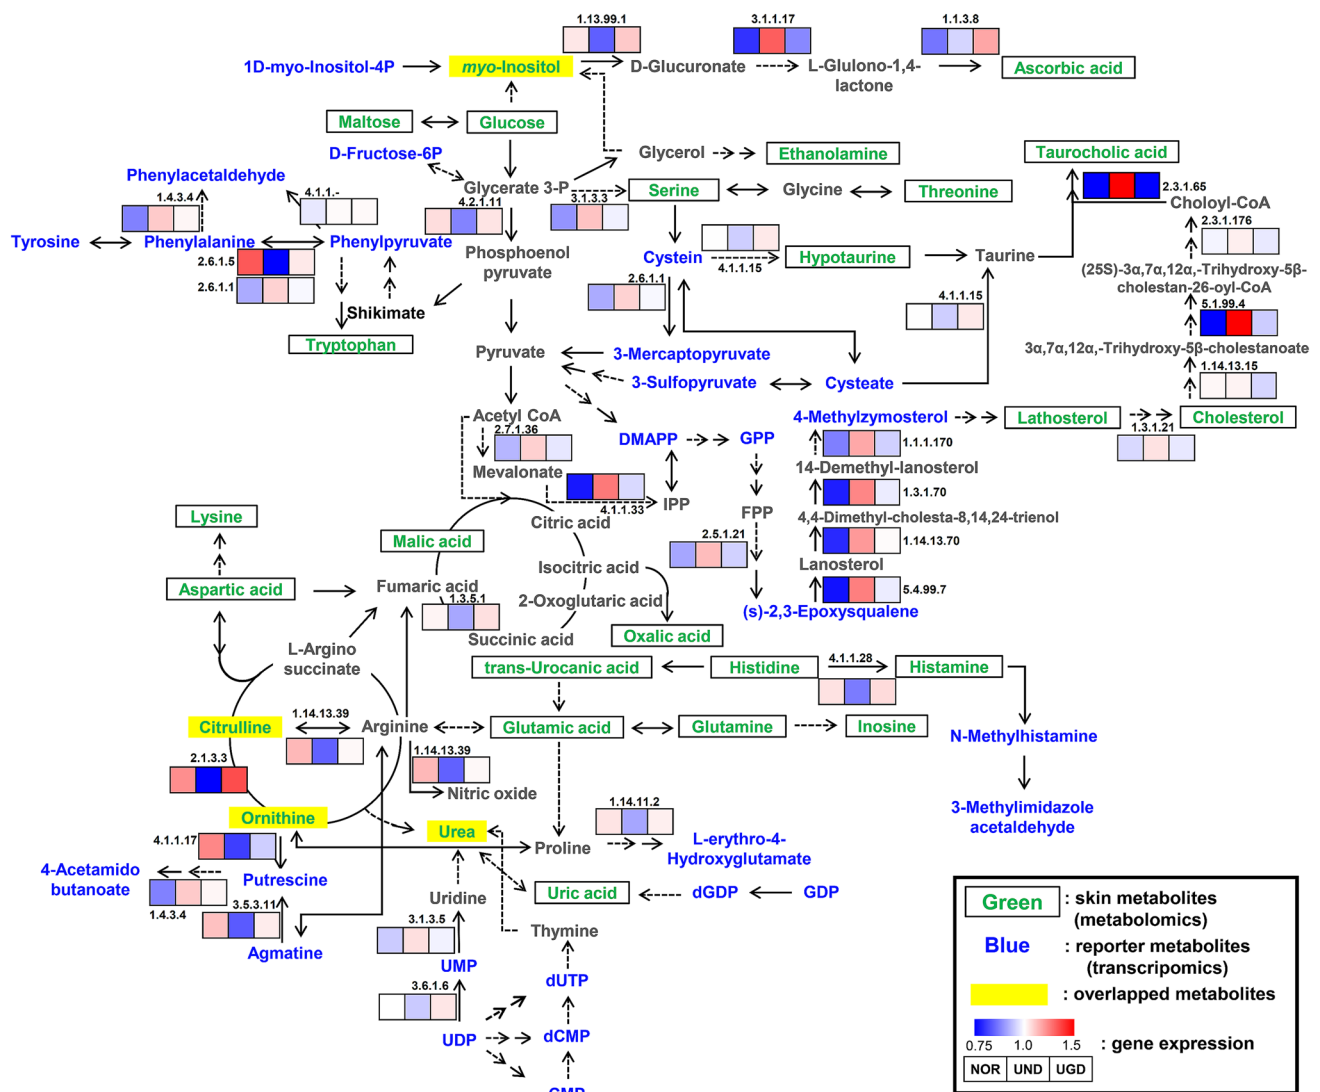 1.13.99.1
3.1.1.17
1.1.3.8
1D-myo-Inositol-4P
myo-Inositol
D-Glucuronate
L-Glulono-1,4-
lactone
Ascorbic acid
Maltose
Glucose
D-Fructose-6P
Glycerol
Ethanolamine
Taurocholic acid
Phenylacetaldehyde
1.4.3.4
4.1.1.-
Glycerate 3-P
4.2.1.11
3.1.3.3
Serine
Glycine
Threonine
2.3.1.65
Choloyl-CoA
2.3.1.176
Tyrosine
Phenylalanine
Phenylpyruvate
2.6.1.5
2.6.1.1
Phosphoenol
pyruvate
Cystein
4.1.1.15
Hypotaurine
Taurine
(25S)-3α,7α,12α,-Trihydroxy-5β-
cholestan-26-oyl-CoA
2.6.1.1
4.1.1.15
5.1.99.4
Shikimate
Tryptophan
Pyruvate
3-Mercaptopyruvate
3α,7α,12α,-Trihydroxy-5β-cholestanoate
3-Sulfopyruvate
Cysteate
1.14.13.15
Acetyl CoA
2.7.1.36
Mevalonate
DMAPP
GPP
4-Methylzymosterol
Lathosterol
Cholesterol
1.3.1.21
1.1.1.170
14-Demethyl-lanosterol
1.3.1.70
4.1.1.33
IPP
FPP
4,4-Dimethyl-cholesta-8,14,24-trienol
1.14.13.70
2.5.1.21
Lanosterol
5.4.99.7
(s)-2,3-Epoxysqualene
Lysine
Citric acid
Malic acid
Isocitric acid
Aspartic acid
Fumaric acid
1.3.5.1
2-Oxoglutaric acid
Succinic acid
Oxalic acid
L-Argino
succinate
trans-Urocanic acid
Histidine
4.1.1.28
Histamine
Citrulline
1.14.13.39
Arginine
Glutamic acid
Glutamine
Inosine
N-Methylhistamine
2.1.3.3
1.14.13.39
Nitric oxide
3-Methylimidazole
acetaldehyde
Ornithine
Urea
1.14.11.2
4.1.1.17
Proline
L-erythro-4-
Hydroxyglutamate
4-Acetamido
butanoate
Putrescine
1.4.3.4
3.5.3.11
Uridine
Uric acid
dGDP
GDP
Agmatine
3.1.3.5
UMP
Thymine
3.6.1.6
dUTP
UDP
dCMP
CMP
Green
: skin metabolites
(metabolomics)
Blue
: reporter metabolites
(transcripomics)
: overlapped metabolites
0.75 1.0 1.5
: gene expression
NOR UND UGD